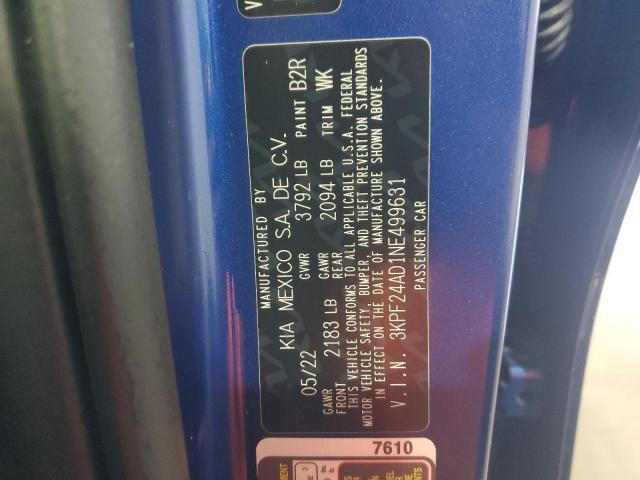 MANUFACTURED BY
KIA MEXICO S.A. DE C.V.
05/22 GVWR 3792 LB PAINT B2R
GAWR FRONT 2183 LB GAWR REAR 2094 LB TRIM WK
THIS VEHICLE CONFORMS TO ALL APPLICABLE U.S.A. FEDERAL
MOTOR VEHICLE SAFETY, BUMPER, AND THEFT PREVENTION STANDARDS
IN EFFECT ON THE DATE OF MANUFACTURE SHOWN ABOVE.
V.I.N. 3KPF24AD1NE499631
PASSENGER CAR
7610